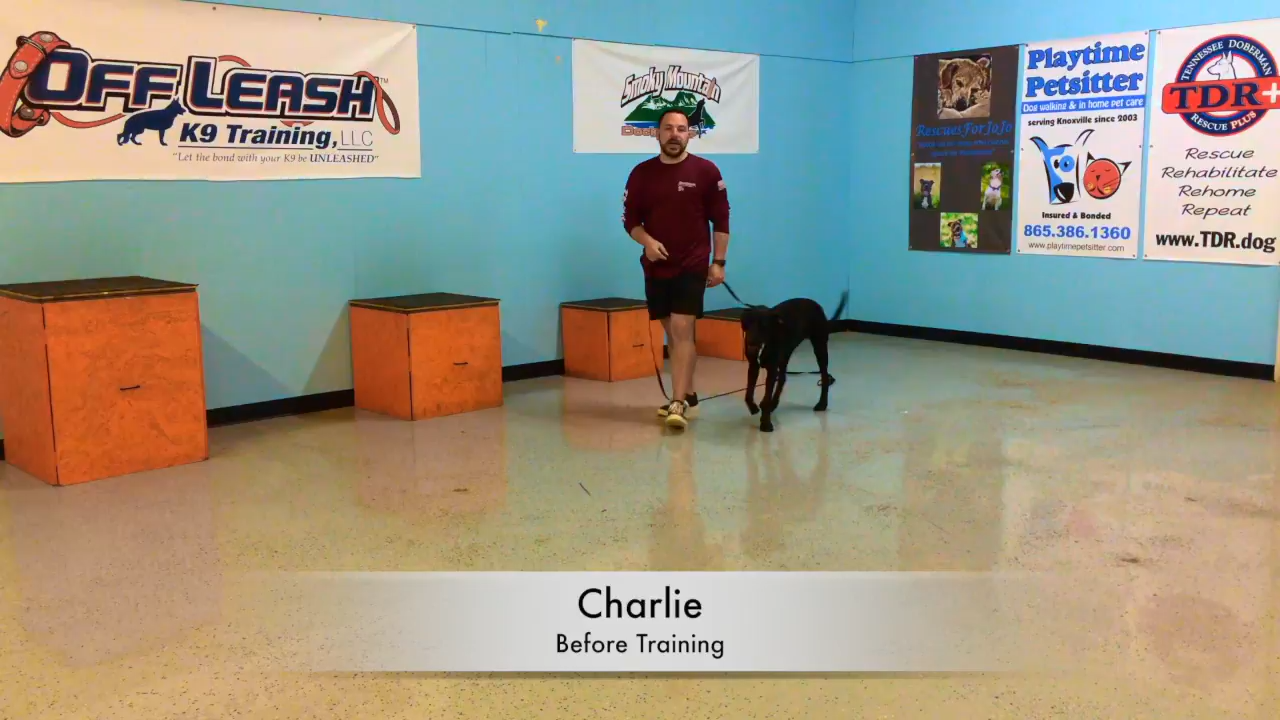 OFF LEASH
K9 Training, LLC
"Let the bond with your K9 be UNLEASHED"
TM
Smoky Mountain
RescuesForJoJo
Playtime
Petsitter
Dog walking & in home pet care
serving Knoxville since 2003
Insured & Bonded
865.386.1360
www.playtimepetsitter.com
TENNESSEE DOBERMAN
TDR+
RESCUE PLUS
Rescue
Rehabilitate
Rehome
Repeat
www.TDR.dog
Charlie
Before Training